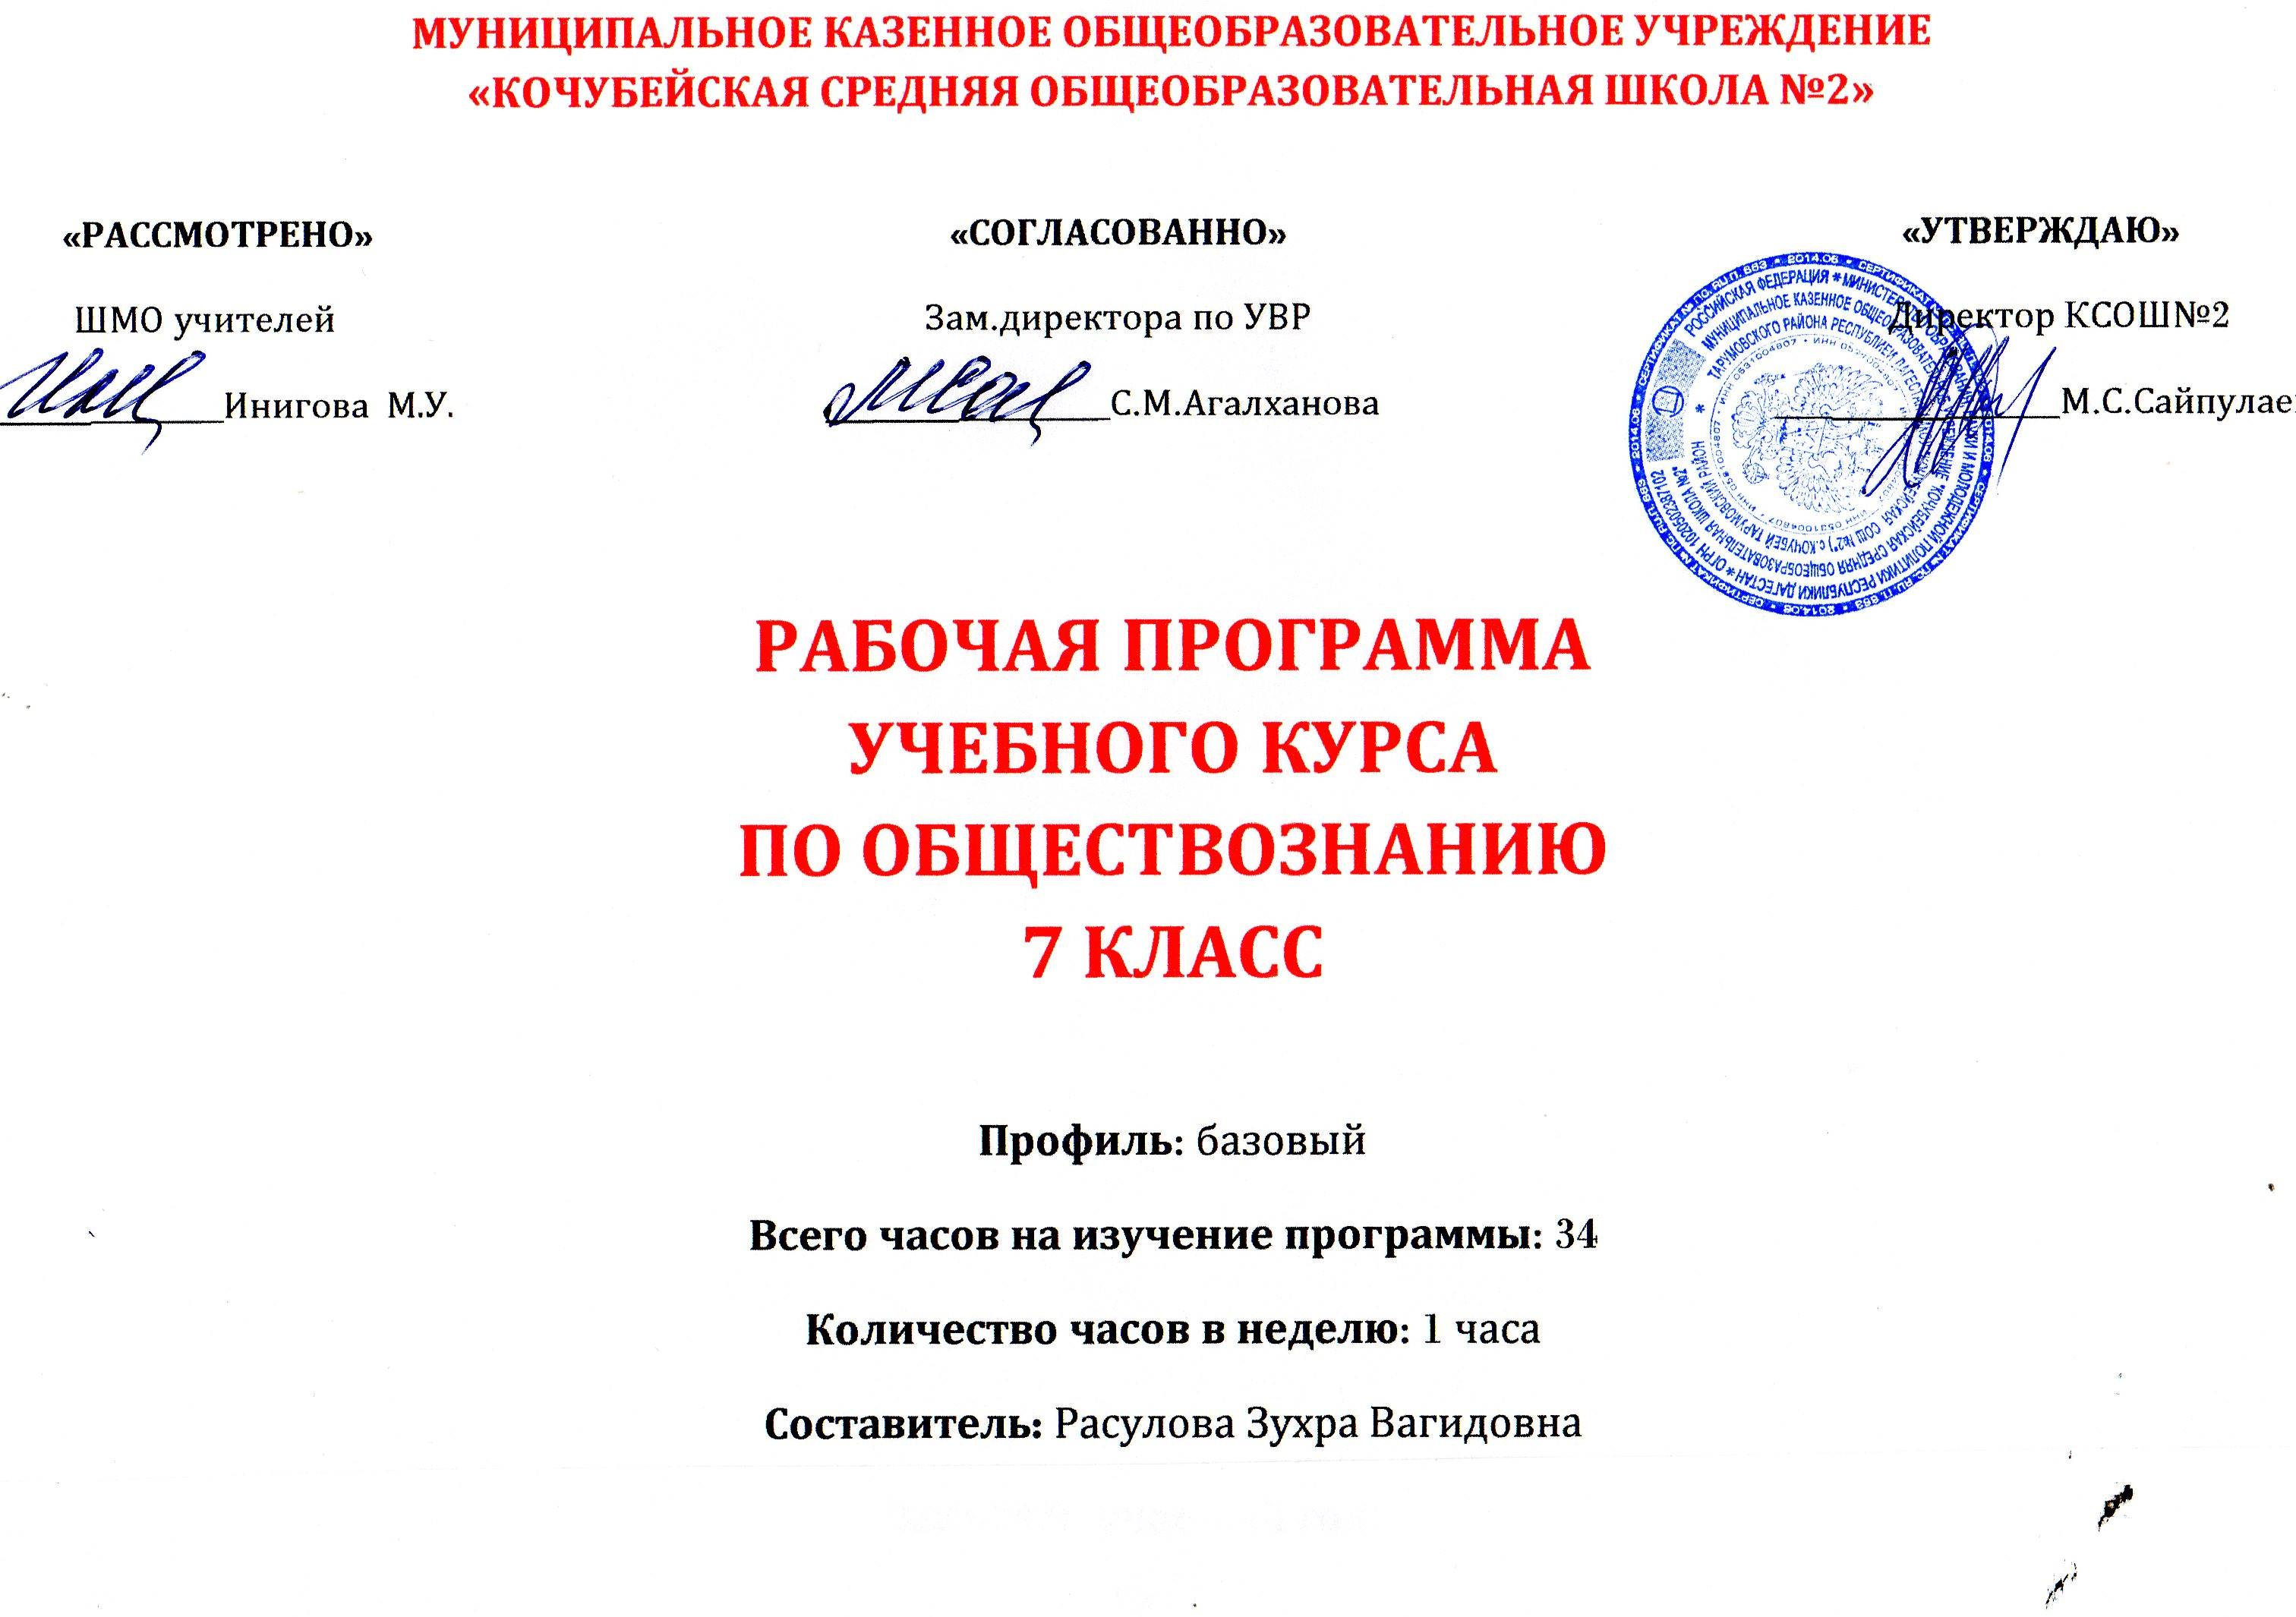 МУНИЦИПАЛЬНОЕ КАЗЕННОЕ ОБЩЕОБРАЗОВАТЕЛЬНОЕ УЧРЕЖДЕНИЕ
«КОЧУБЕЙСКАЯ СРЕДНЯЯ ОБЩЕОБРАЗОВАТЕЛЬНАЯ ШКОЛА №2»
«РАССМОТРЕНО» «СОГЛАСОВАННО» «УТВЕРЖДАЮ»
ШМО учителей Зам.директора по УВР Директор КСОШ№2
Инигова М.У. С.М.Агалханова М.С.Сайпулае
РАБОЧАЯ ПРОГРАММА
УЧЕБНОГО КУРСА
ПО ОБЩЕСТВОЗНАНИЮ
7 КЛАСС
Профиль: базовый
Всего часов на изучение программы: 34
Количество часов в неделю: 1 часа
Составитель: Расулова Зухра Вагидовна